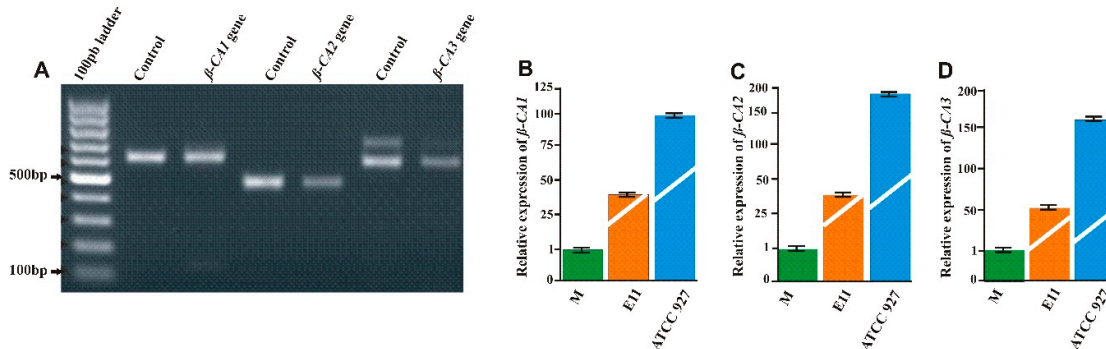 A
100pb ladder
Control
β-CA1 gene
Control
β-CA2 gene
Control
β-CA3 gene
500bp
100bp
B
Relative expression of β-CA1
125
100
75
50
25
1
0
M
E11
ATCC 927
C
Relative expression of β-CA2
200
150
100
50
25
1
0
M
E11
ATCC 927
D
Relative expression of β-CA3
200
150
100
50
1
0
M
E11
ATCC 927